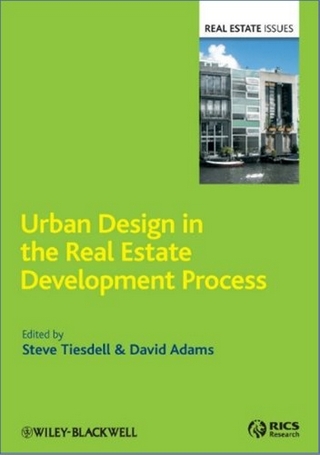 REAL ESTATE ISSUES
Urban Design in
the Real Estate
Development Process
Edited by
Steve Tiesdell & David Adams
WILEY-BLACKWELL
RICS
Research